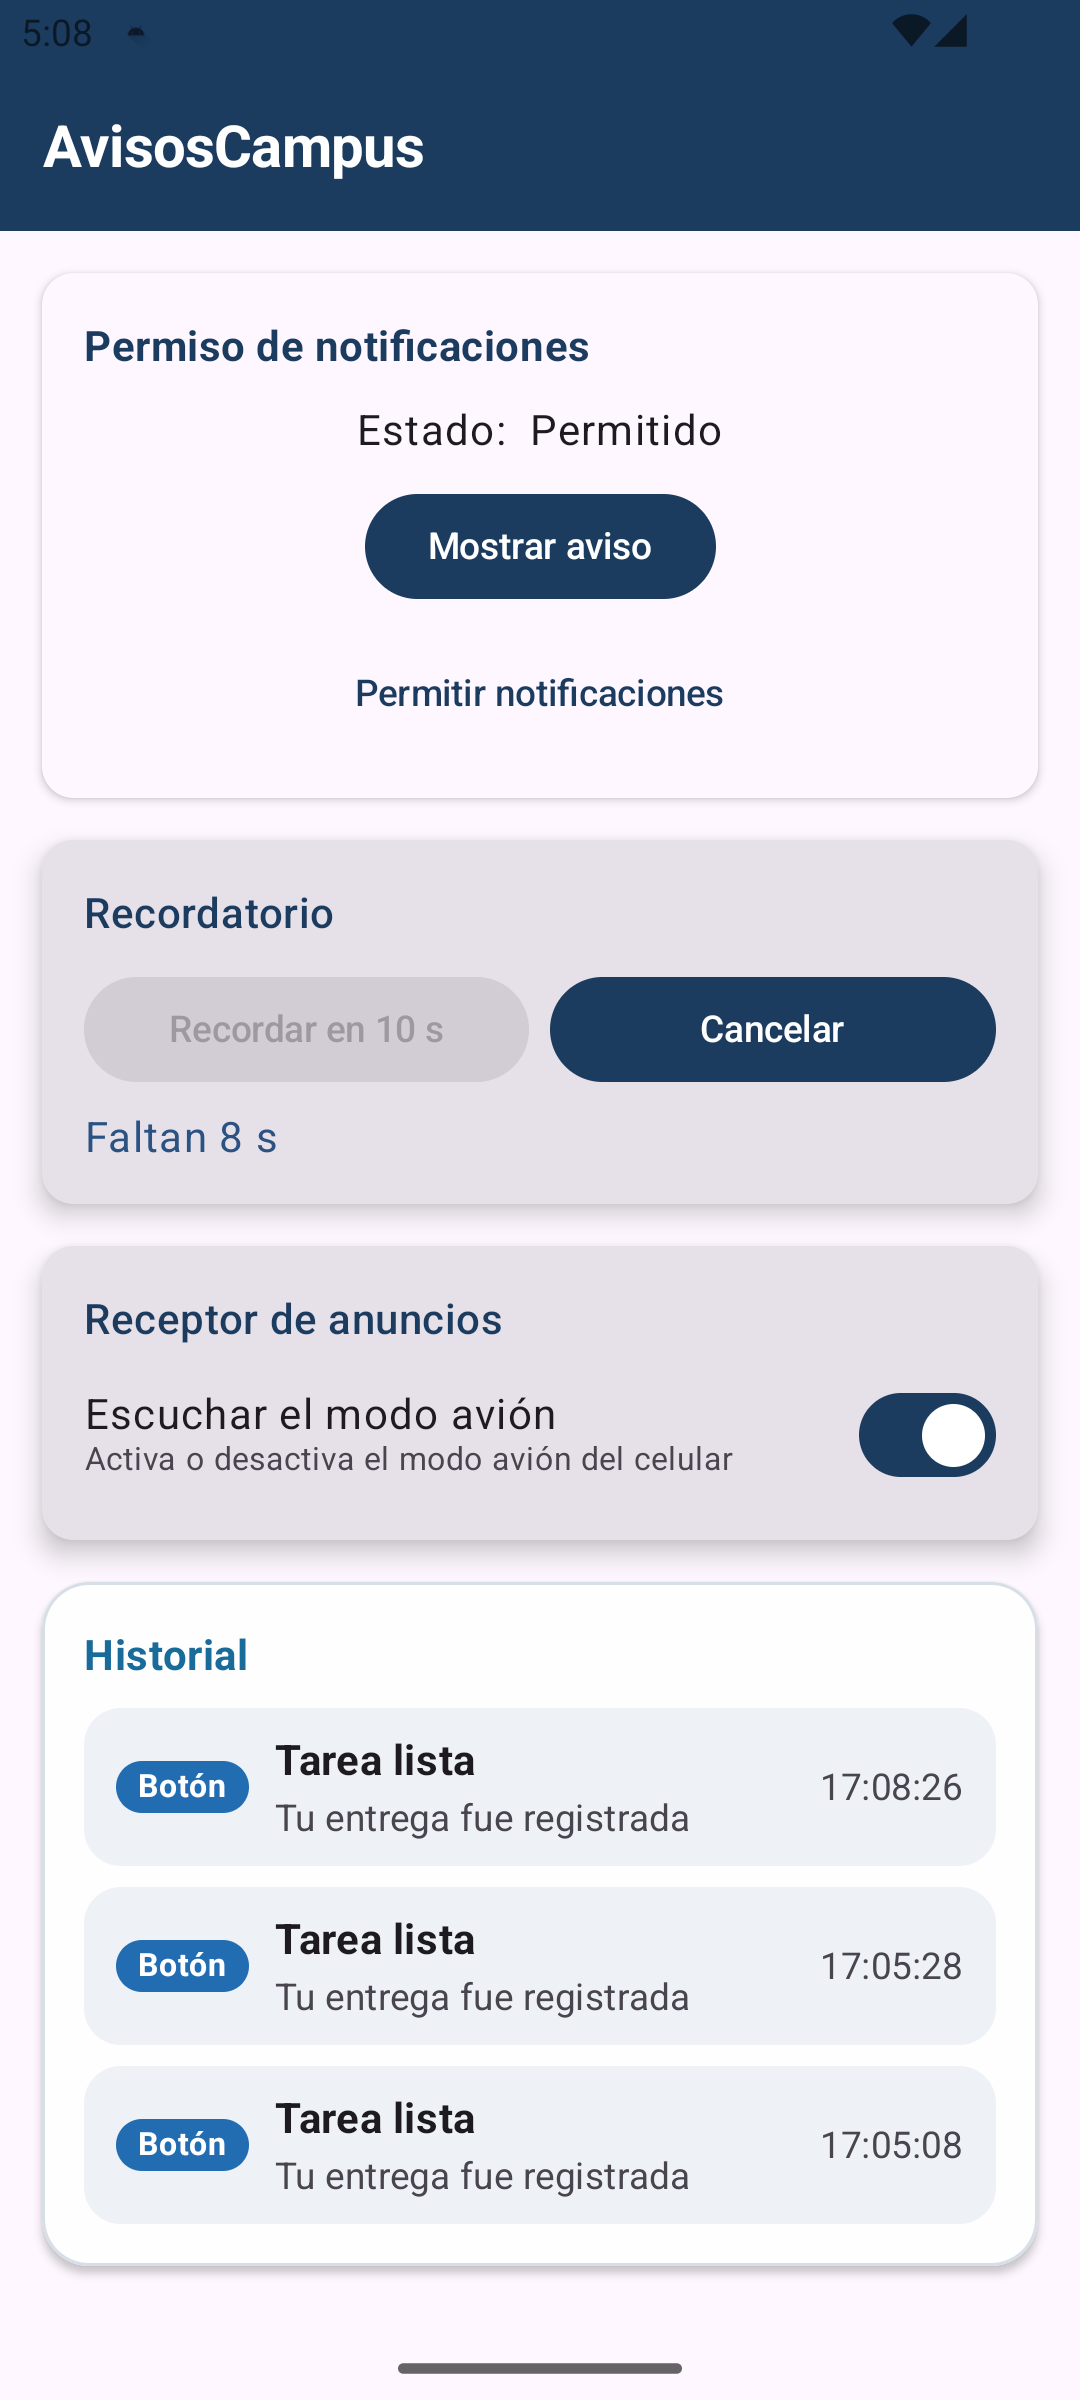 5:08
AvisosCampus
Permiso de notificaciones
Estado: Permitido
Mostrar aviso
Permitir notificaciones
Recordatorio
Recordar en 10 s
Cancelar
Faltan 8 s
Receptor de anuncios
Escuchar el modo avión
Activa o desactiva el modo avión del celular
Historial
Botón
Tarea lista
Tu entrega fue registrada
17:08:26
Botón
Tarea lista
Tu entrega fue registrada
17:05:28
Botón
Tarea lista
Tu entrega fue registrada
17:05:08